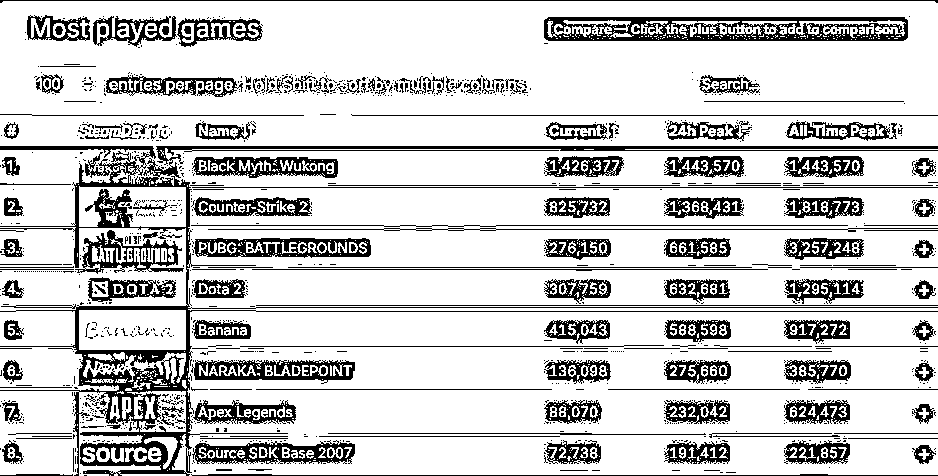 Most played games
Compare — Click the plus button to add to comparison.
100 entries per page Hold Shift to sort by multiple columns. Search...
# SteamDB.info Name Current 24h Peak All-Time Peak
1. Black Myth: Wukong 1,426,377 1,443,570 1,443,570 +
2. Counter-Strike 2 825,732 1,368,431 1,818,773 +
3. BATTLEGROUNDS PUBG: BATTLEGROUNDS 276,150 661,585 3,257,248 +
4. DOTA 2 Dota 2 307,759 632,681 1,295,114 +
5. Banana Banana 415,043 588,598 917,272 +
6. NARAKA NARAKA: BLADEPOINT 136,098 275,660 385,770 +
7. APEX Apex Legends 88,070 232,042 624,473 +
8. source Source SDK Base 2007 72,738 191,412 221,857 +